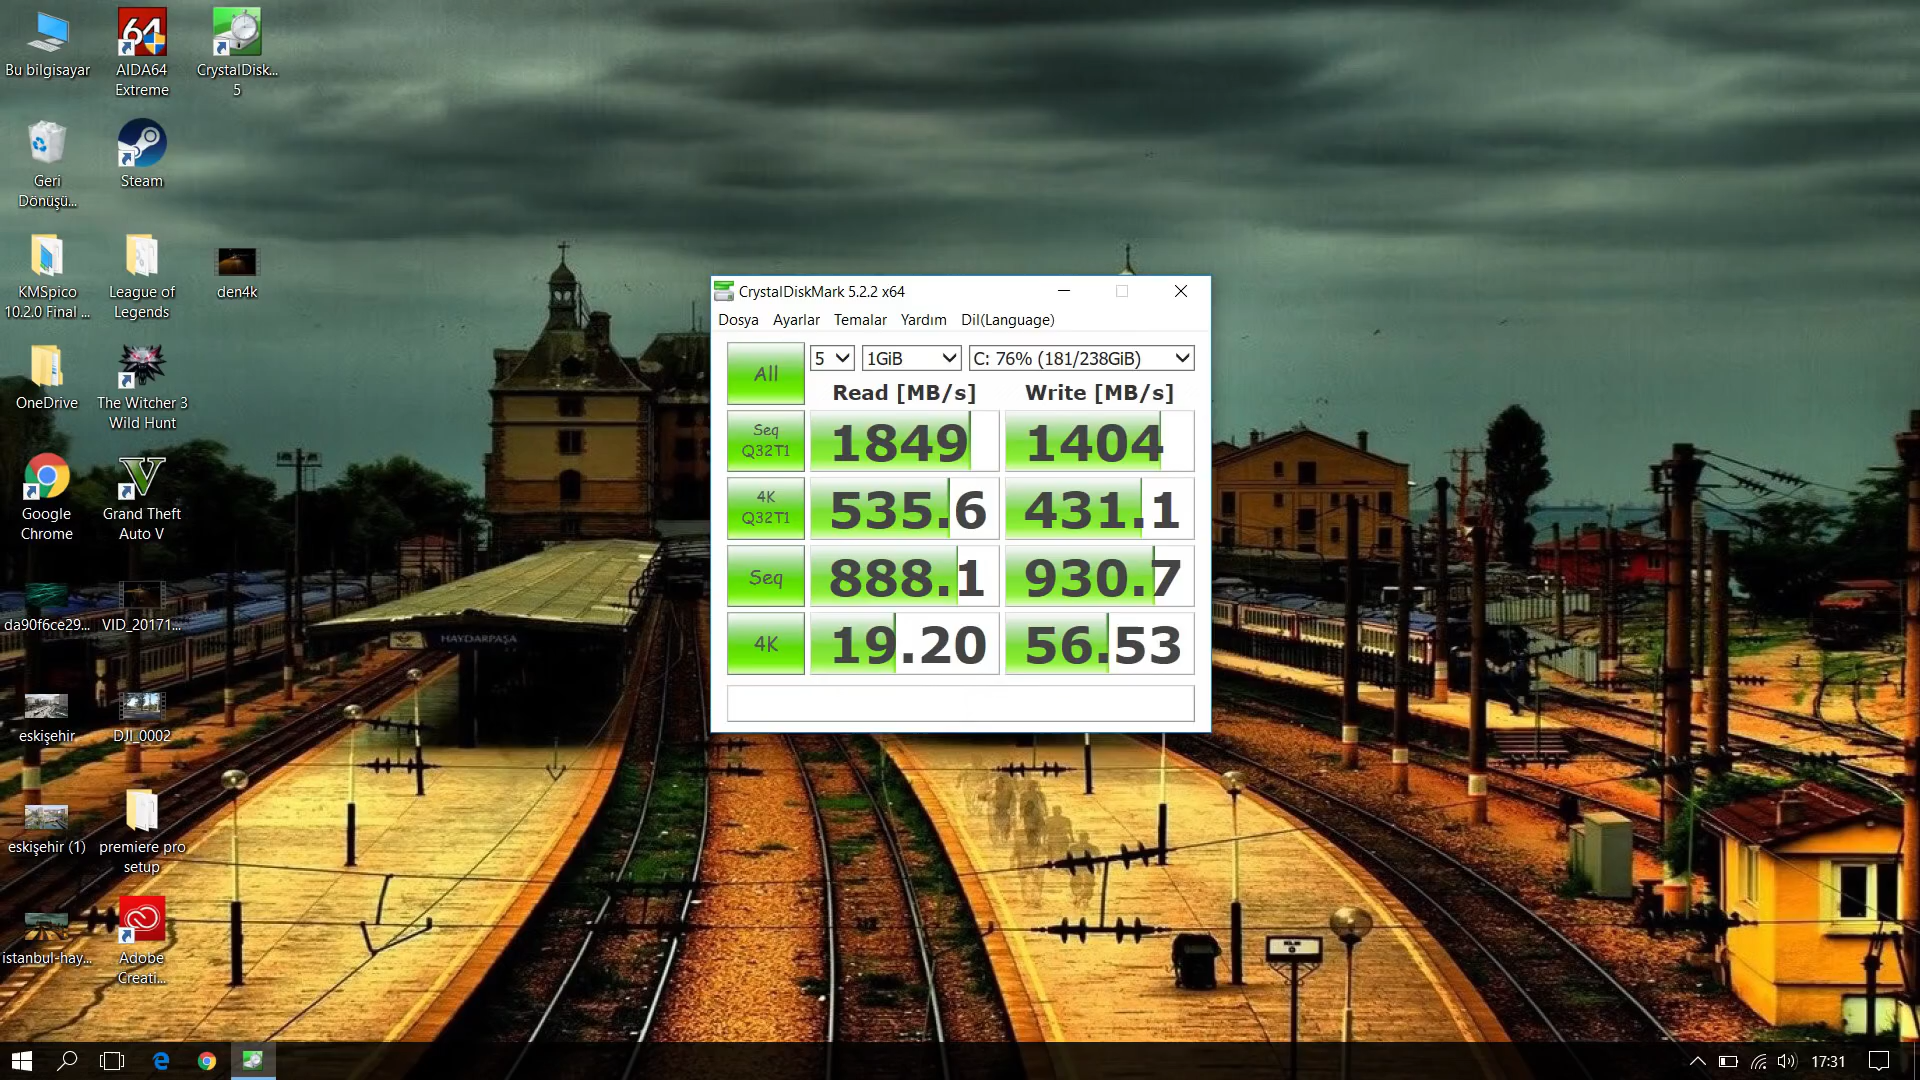 Bu bilgisayar
64
AIDA64
Extreme
CrystalDisk...
5
Geri
Dönüşü...
Steam
KMSpico
10.2.0 Final ...
League of
Legends
den4k
OneDrive
The Witcher 3
Wild Hunt
Google
Chrome
Grand Theft
Auto V
da90f6ce29...
VID_20171...
eskişehir
DJI_0002
eskişehir (1)
premiere pro
setup
istanbul-hay...
Adobe
Creati...
HAYDARPAŞA
CrystalDiskMark 5.2.2 x64
Dosya Ayarlar Temalar Yardım Dil(Language)
All
5 1GiB C: 76% (181/238GiB)
Read [MB/s] Write [MB/s]
Seq
Q32T1
1849 1404
4K
Q32T1
535.6 431.1
Seq 888.1 930.7
4K 19.20 56.53
17:31